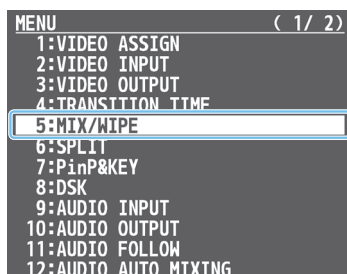 MENU ( 1/ 2)
1:VIDEO ASSIGN
2:VIDEO INPUT
3:VIDEO OUTPUT
4:TRANSITION TIME
5:MIX/WIPE
6:SPLIT
7:PinP&KEY
8:DSK
9:AUDIO INPUT
10:AUDIO OUTPUT
11:AUDIO FOLLOW
12:AUDIO AUTO MIXING